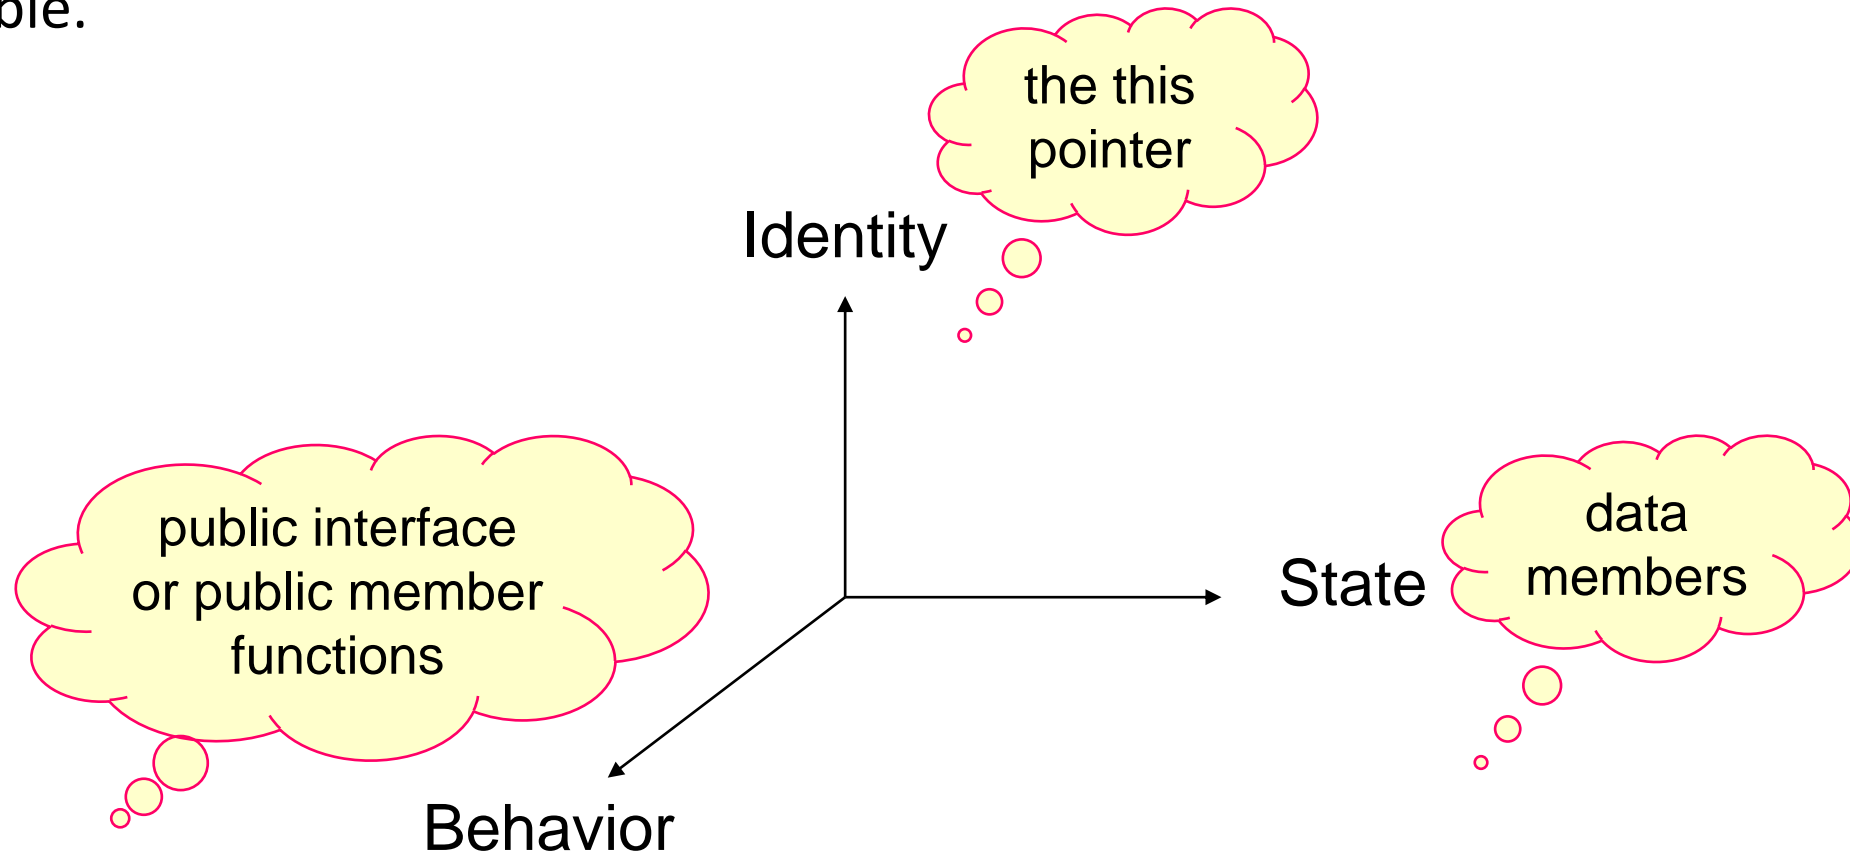 the this
pointer
Identity
public interface
or public member
functions
data
members
State
Behavior